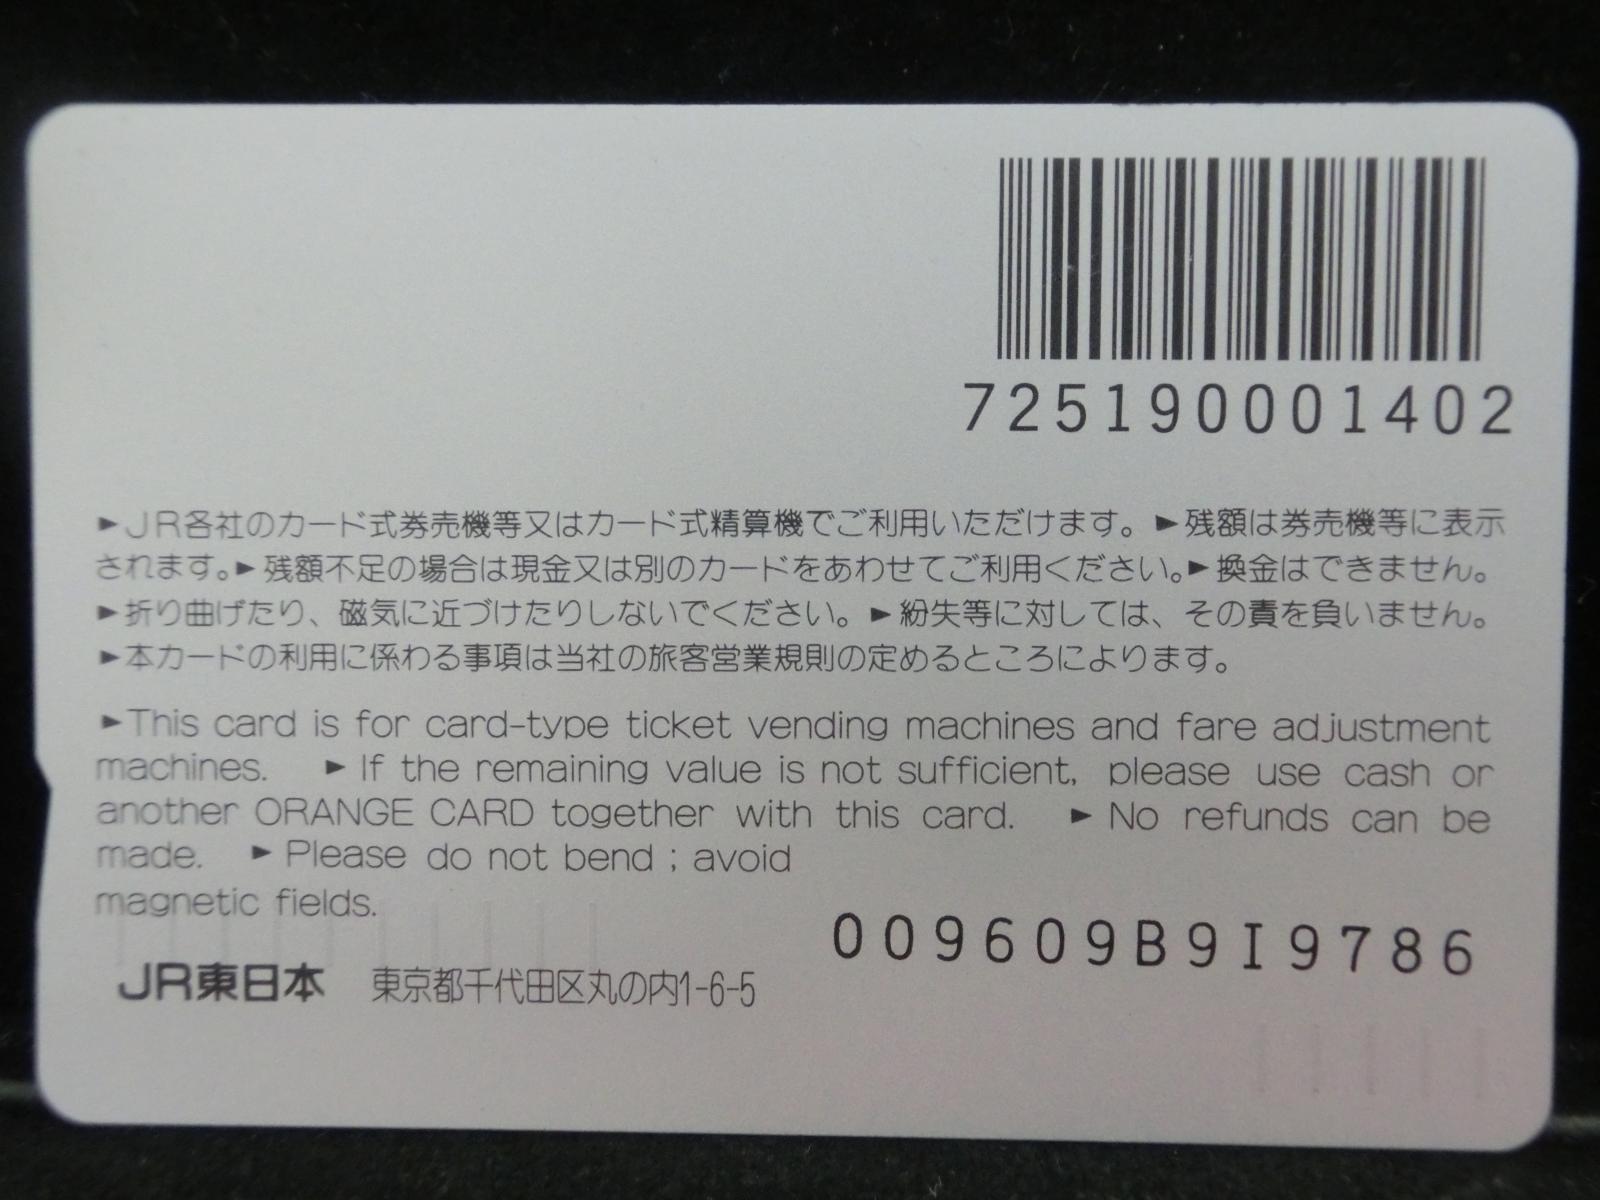 725190001402
►JR各社のカード式券売機等又はカード式精算機でご利用いただけます。►残額は券売機等に表示
されます。►残額不足の場合は現金又は別のカードをあわせてご利用ください。►換金はできません。
►折り曲げたり、磁気に近づけたりしないでください。►紛失等に対しては、その責を負いません。
►本カードの利用に係わる事項は当社の旅客営業規則の定めるところによります。
►This card is for card-type ticket vending machines and fare adjustment
machines. ►If the remaining value is not sufficient, please use cash or
another ORANGE CARD together with this card. ►No refunds can be
made. ►Please do not bend ; avoid
magnetic fields.
009609B9I9786
JR東日本 東京都千代田区丸の内1-6-5